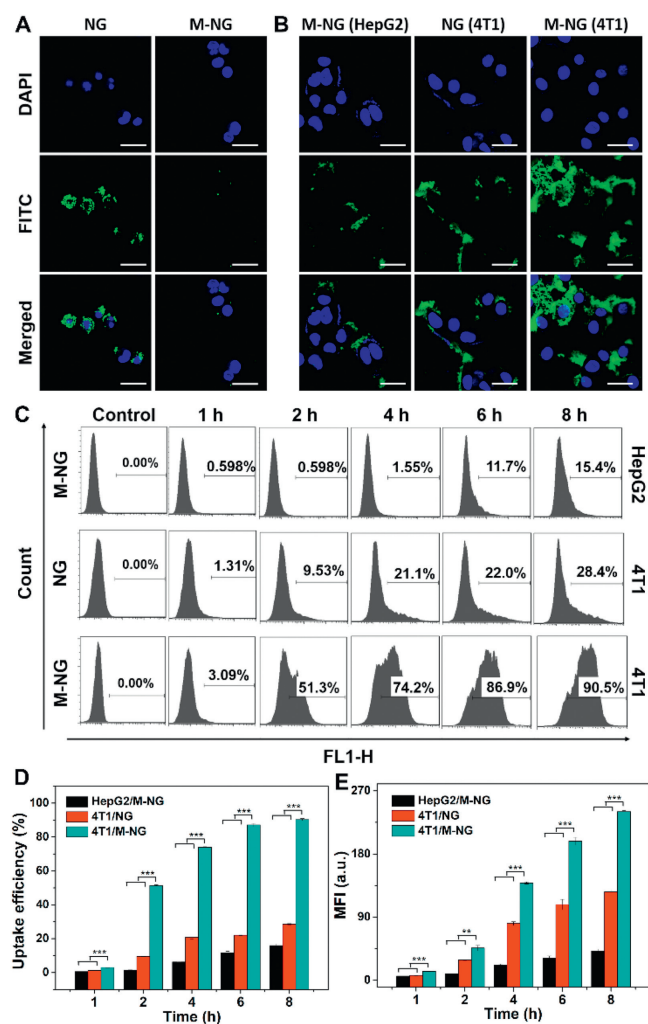 A
NG M-NG
B
M-NG (HepG2) NG (4T1) M-NG (4T1)
DAPI
FITC
Merged
C
Control 1 h 2 h 4 h 6 h 8 h
M-NG 0.00% 0.598% 0.598% 1.55% 11.7% 15.4% HepG2
NG 0.00% 1.31% 9.53% 21.1% 22.0% 28.4% 4T1
M-NG 0.00% 3.09% 51.3% 74.2% 86.9% 90.5% 4T1
Count
FL1-H
D
HepG2/M-NG
4T1/NG
4T1/M-NG
*** *** *** *** ***
100
80
60
40
20
0
Uptake efficiency (%)
1 2 4 6 8
Time (h)
E
HepG2/M-NG
4T1/NG
4T1/M-NG
*** ** *** *** ***
270
180
90
0
MFI (a.u.)
1 2 4 6 8
Time (h)